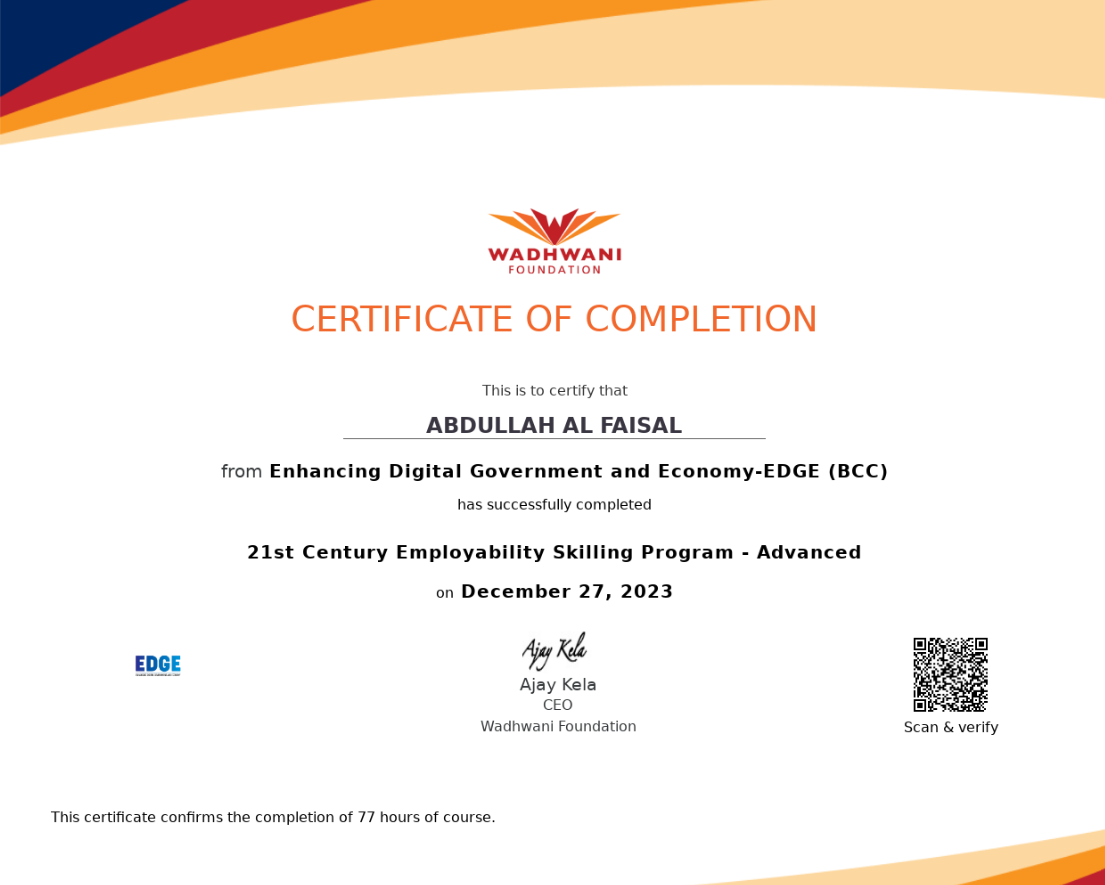 WADHWANI
FOUNDATION
CERTIFICATE OF COMPLETION
This is to certify that
ABDULLAH AL FAISAL
from Enhancing Digital Government and Economy-EDGE (BCC)
has successfully completed
21st Century Employability Skilling Program - Advanced
on December 27, 2023
EDGE
Ajay Kela
Ajay Kela
CEO
Wadhwani Foundation
Scan & verify
This certificate confirms the completion of 77 hours of course.